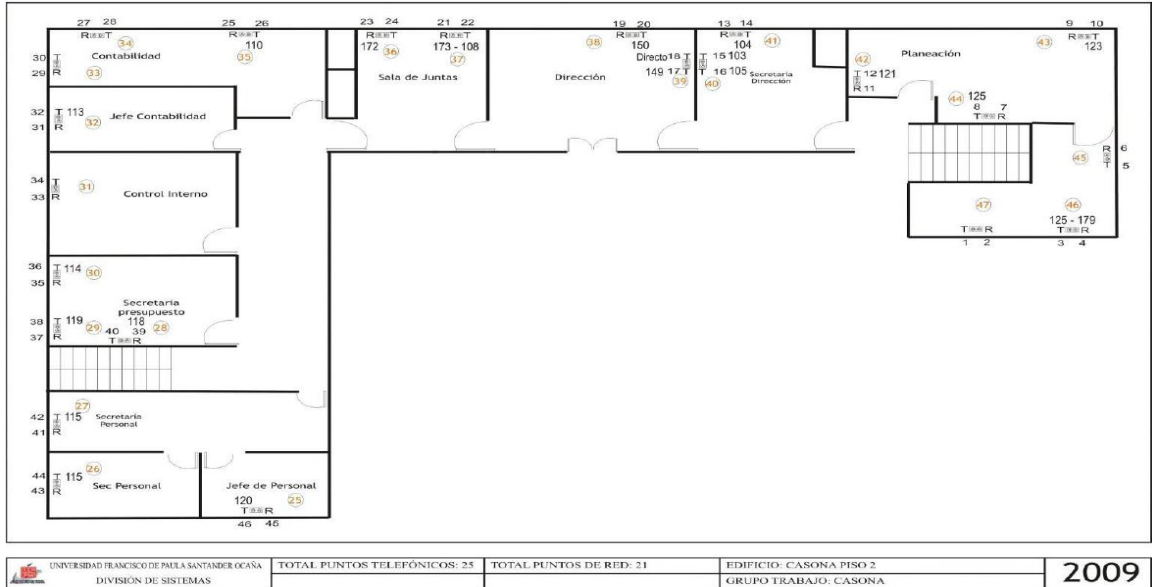 27 28 25 26 23 24 21 22 19 20 13 14 9 10
R T R T R T R T R T R T R T
34 110 172 36 173 - 108 150 104 41 43 123
30 T Contabilidad 35 37 38 Directo 18 T T 15 103 42 T Planeación
29 R 33 Sala de Juntas Dirección 149 17 T T 16 105 Secretaria 12 121
39 40 Dirección R 11
32 T 113 Jefe Contabilidad 44 125
31 R 32 8 7
T R
R 6
45 T 5
34 T 31
33 R Control Interno
47 46
125 - 179
T R T R
1 2 3 4
36 T 114 30
35 R
Secretaria
presupuesto
38 T 119 29 118 28
37 R 40 39
T R
27
42 T 115 Secretaria
41 R Personal
26
44 T 115
43 R Sec Personal Jefe de Personal
120 25
T R
46 45
UNIVERSIDAD FRANCISCO DE PAULA SANTANDER OCAÑA TOTAL PUNTOS TELEFÓNICOS: 25 TOTAL PUNTOS DE RED: 21 EDIFICIO: CASONA PISO 2 2009
DIVISIÓN DE SISTEMAS GRUPO TRABAJO: CASONA